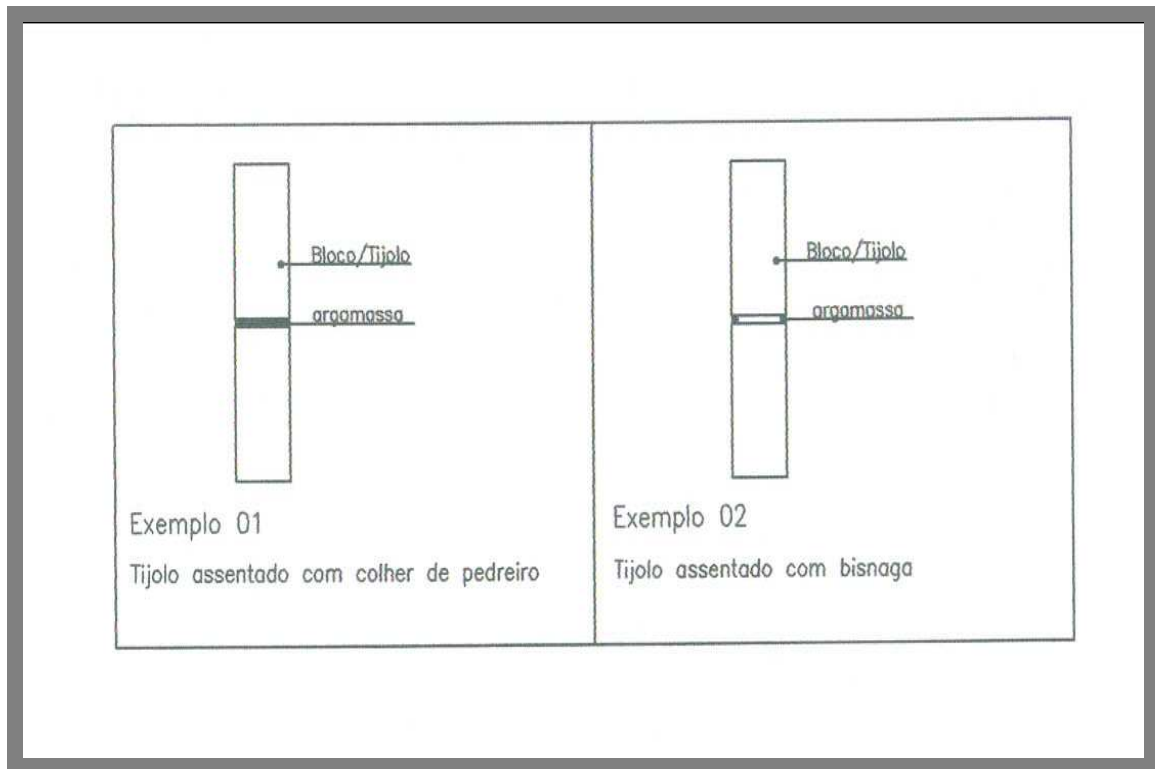 Bloco/Tijolo
argamassa
Exemplo 01
Tijolo assentado com colher de pedreiro
Bloco/Tijolo
argamassa
Exemplo 02
Tijolo assentado com bisnaga